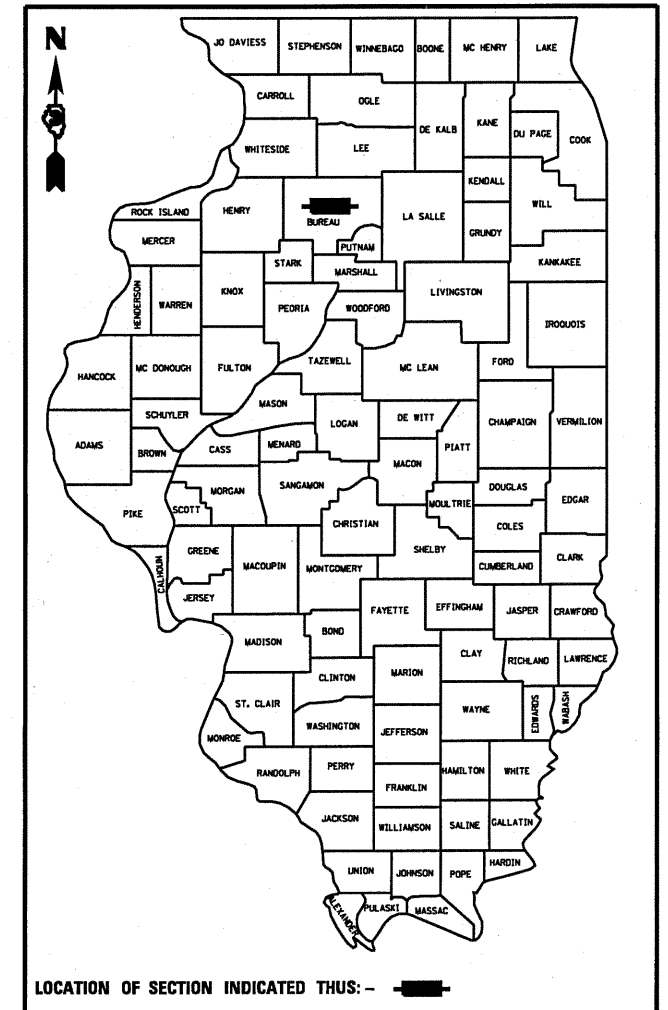 N
JO DAVIESS
STEPHENSON
WINNEBAGO
BOONE
MC HENRY
LAKE
CARROLL
OGLE
DE KALB
KANE
DU PAGE
COOK
WHITESIDE
LEE
KENDALL
WILL
ROCK ISLAND
HENRY
BUREAU
LA SALLE
GRUNDY
MERCER
PUTNAM
KANKAKEE
STARK
MARSHALL
HENDERSON
WARREN
KNOX
PEORIA
WOODFORD
LIVINGSTON
IROQUOIS
HANCOCK
MC DONOUGH
FULTON
TAZEWELL
MC LEAN
FORD
SCHUYLER
MASON
LOGAN
DE WITT
PIATT
CHAMPAIGN
VERMILION
ADAMS
BROWN
CASS
MENARD
MACON
PIKE
SCOTT
MORGAN
SANGAMON
CHRISTIAN
MOULTRIE
DOUGLAS
EDGAR
COLES
CALHOUN
GREENE
MACOUPIN
MONTGOMERY
SHELBY
CUMBERLAND
CLARK
JERSEY
MADISON
BOND
FAYETTE
EFFINGHAM
JASPER
CRAWFORD
CLINTON
MARION
CLAY
RICHLAND
LAWRENCE
ST. CLAIR
WASHINGTON
JEFFERSON
WAYNE
EDWARDS
WABASH
MONROE
RANDOLPH
PERRY
FRANKLIN
HAMILTON
WHITE
JACKSON
WILLIAMSON
SALINE
GALLATIN
UNION
JOHNSON
POPE
HARDIN
ALEXANDER
PULASKI
MASSAC
LOCATION OF SECTION INDICATED THUS: –